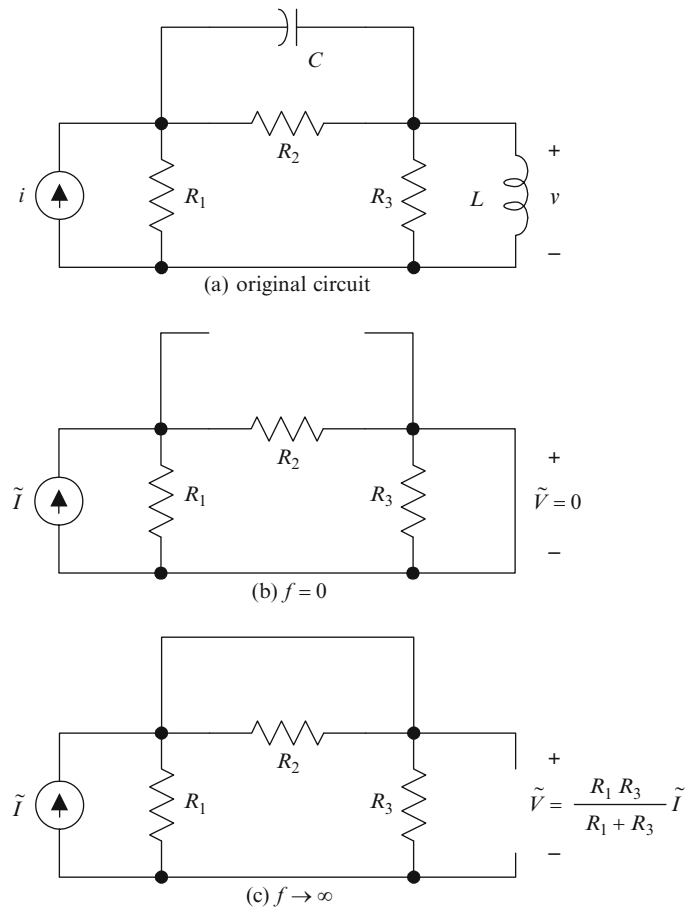 C
R₂
i
R₁
R₃
L
+
v
−
(a) original circuit
R₂
Ĩ
R₁
R₃
+
Ṽ = 0
−
(b) f = 0
R₂
Ĩ
R₁
R₃
+
Ṽ = R₁ R₃ / R₁ + R₃ Ĩ
−
(c) f → ∞